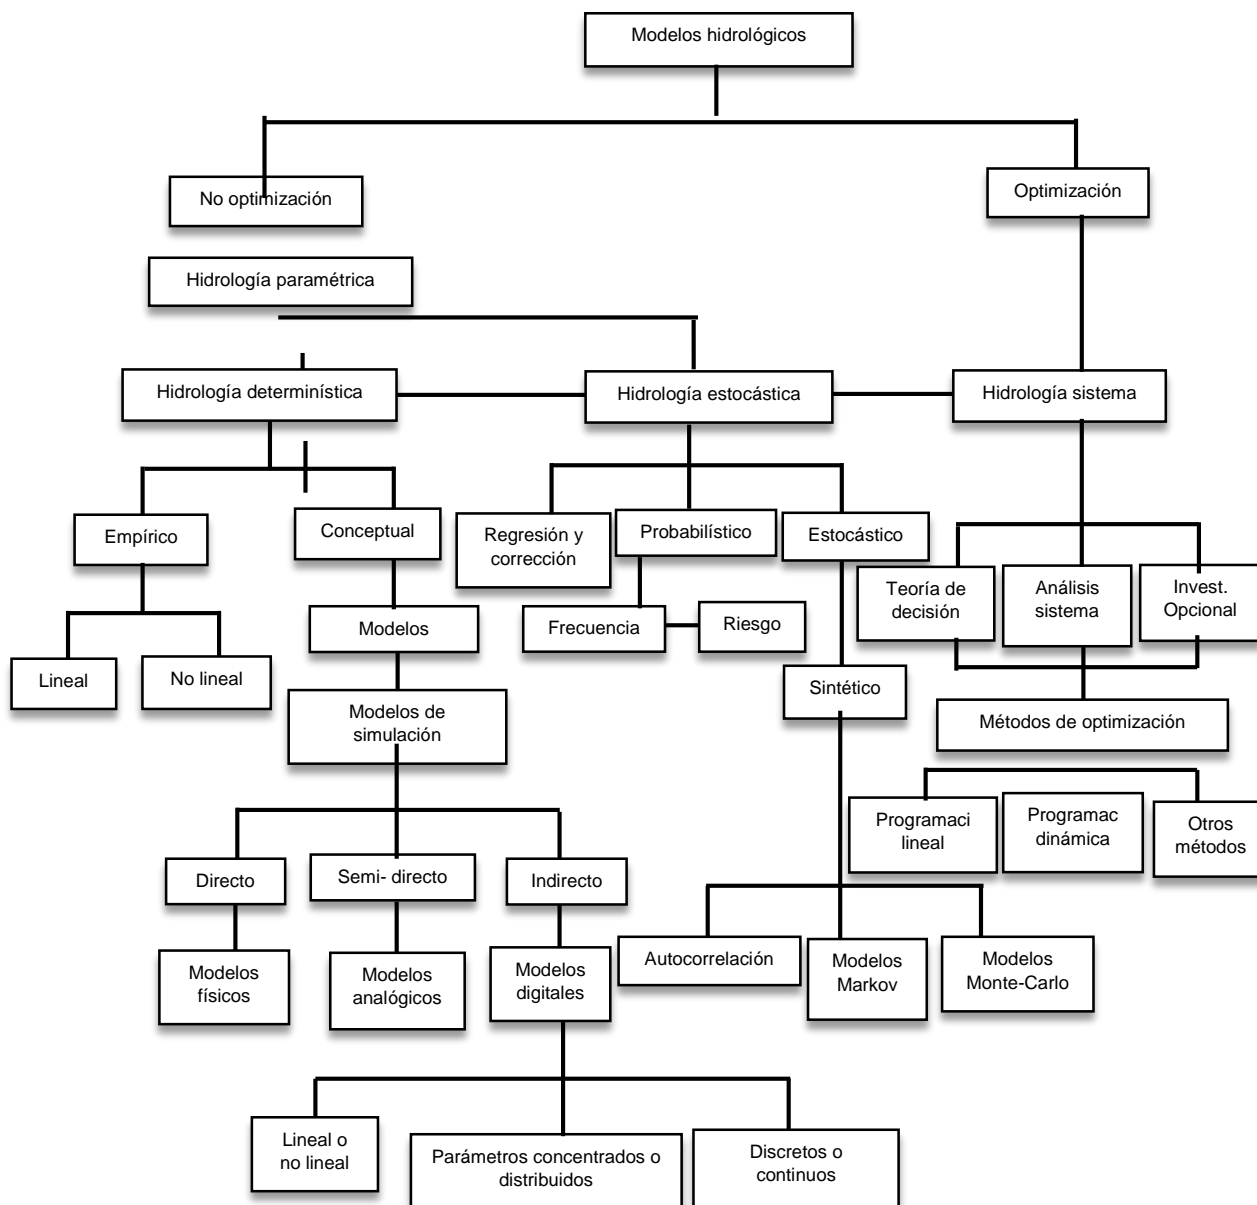 Modelos hidrológicos
No optimización
Optimización
Hidrología paramétrica
Hidrología determinística
Hidrología estocástica
Hidrología sistema
Empírico
Conceptual
Regresión y
corrección
Probabilístico
Estocástico
Teoría de
decisión
Análisis
sistema
Invest.
Opcional
Lineal
No lineal
Modelos
Frecuencia
Riesgo
Sintético
Modelos de
simulación
Métodos de optimización
Programaci
lineal
Programac
dinámica
Otros
métodos
Directo
Semi- directo
Indirecto
Modelos
físicos
Modelos
analógicos
Modelos
digitales
Autocorrelación
Modelos
Markov
Modelos
Monte-Carlo
Lineal o
no lineal
Parámetros concentrados o
distribuidos
Discretos o
continuos